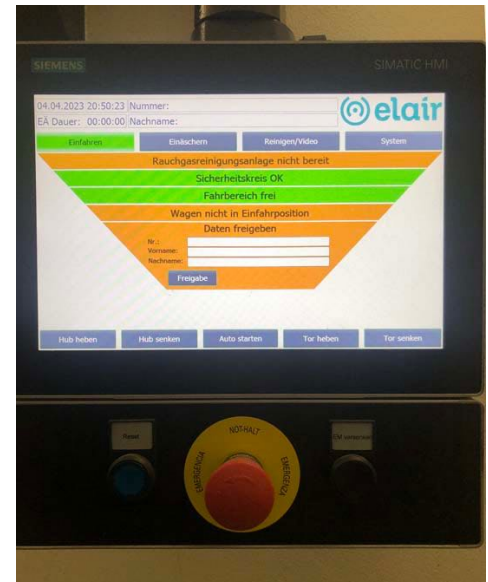 SIEMENS
SIMATIC HMI
04.04.2023 20:50:23 Nummer:
EÄ Dauer: 00:00:00 Nachname:
elair
Einfahren Einäschern Reinigen/Video System
Rauchgasreinigungsanlage nicht bereit
Sicherheitskreis OK
Fahrbereich frei
Wagen nicht in Einfahrposition
Daten freigeben
Nr.:
Vorname:
Nachname:
Freigabe
Hub heben Hub senken Auto starten Tor heben Tor senken
Reset
NOT-HALT
EMERGENCIA
EMERGENZA